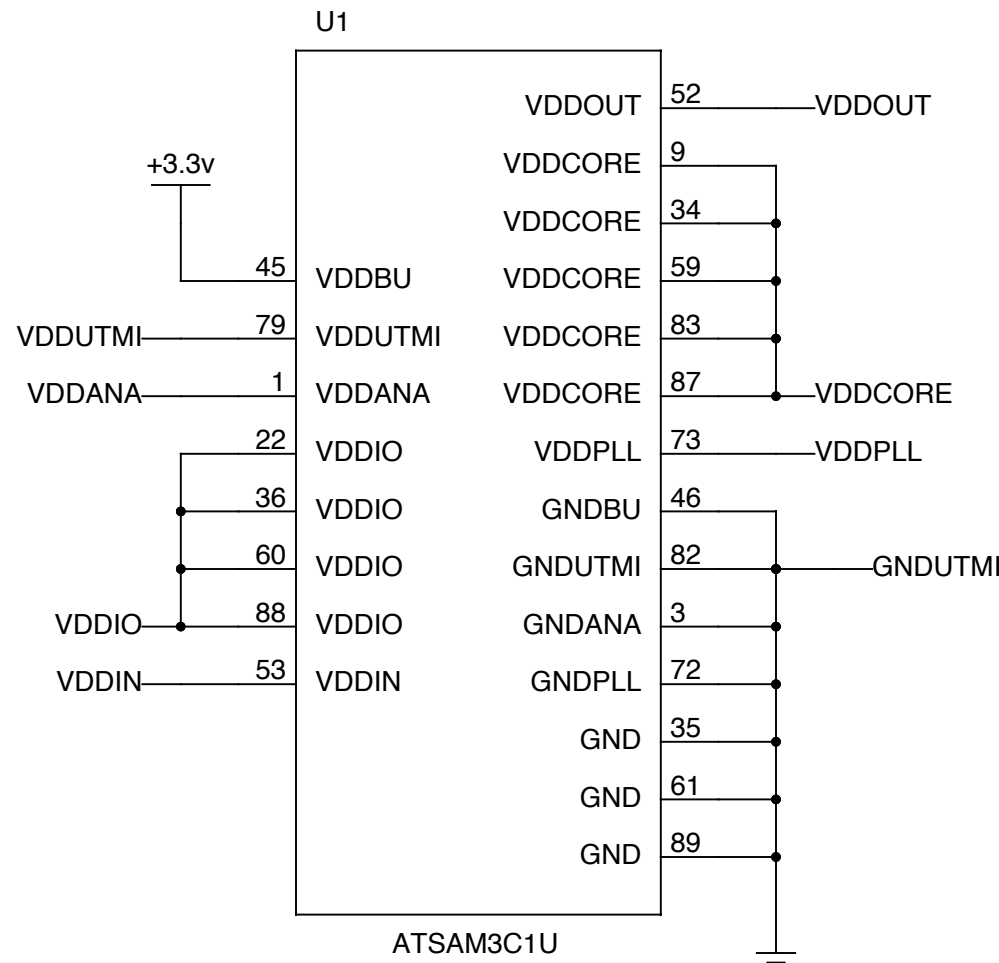 U1
VDDOUT 52 VDDOUT
VDDCORE 9
+3.3v
VDDCORE 34
45 VDDBU VDDCORE 59
VDDUTMI 79 VDDUTMI VDDCORE 83
VDDANA 1 VDDANA VDDCORE 87 VDDCORE
22 VDDIO VDDPLL 73 VDDPLL
36 VDDIO GNDBU 46
60 VDDIO GNDUTMI 82 GNDUTMI
VDDIO 88 VDDIO GNDANA 3
VDDIN 53 VDDIN GNDPLL 72
GND 35
GND 61
GND 89
ATSAM3C1U